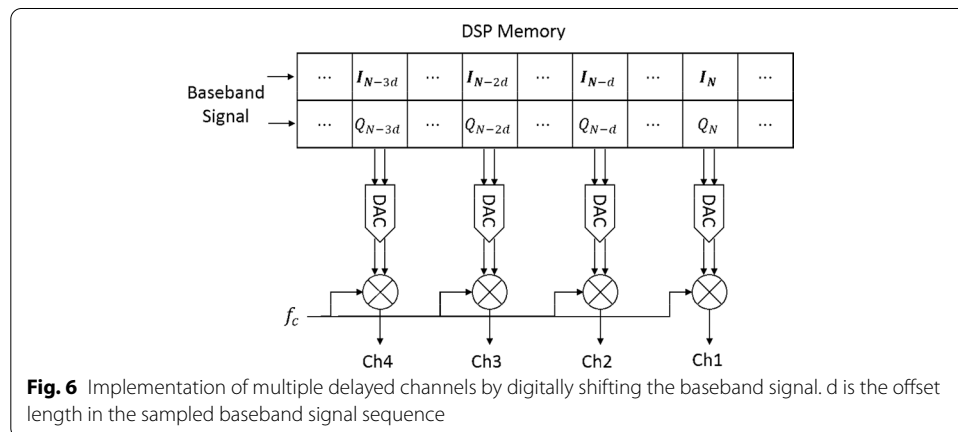 DSP Memory
Baseband Signal
... I_{N−3d} ... I_{N−2d} ... I_{N−d} ... I_N ...
... Q_{N−3d} ... Q_{N−2d} ... Q_{N−d} ... Q_N ...
DAC DAC DAC DAC
f_c
Ch4 Ch3 Ch2 Ch1
Fig. 6 Implementation of multiple delayed channels by digitally shifting the baseband signal. d is the offset
length in the sampled baseband signal sequence